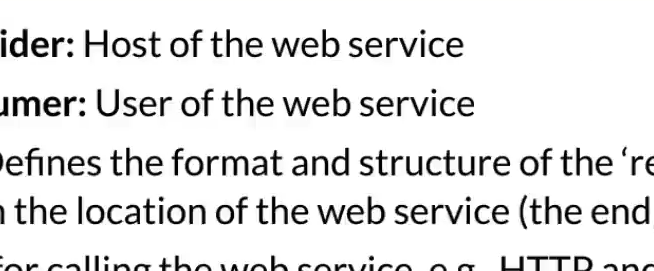 ider: Host of the web service
umer: User of the web service
efines the format and structure of the ‘re
the location of the web service (the end
for calling the web service, e.g., HTTP and